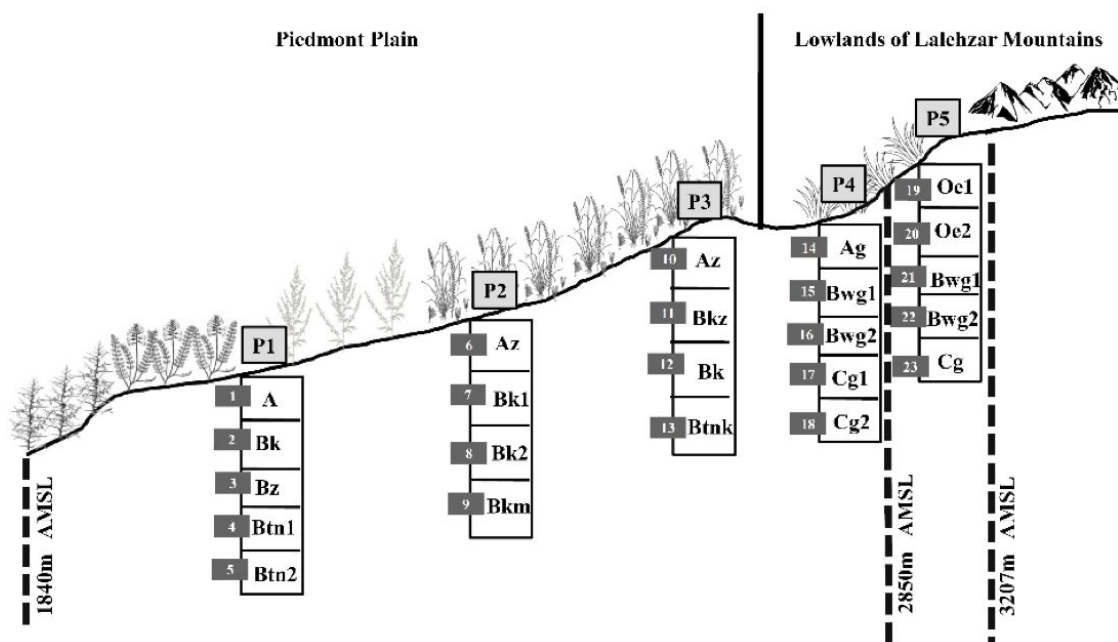 Piedmont Plain
Lowlands of Lalehzar Mountains
P1
1 A
2 Bk
3 Bz
4 Btn1
5 Btn2
P2
6 Az
7 Bk1
8 Bk2
9 Bkm
P3
10 Az
11 Bkz
12 Bk
13 Btnk
P4
14 Ag
15 Bwg1
16 Bwg2
17 Cg1
18 Cg2
P5
19 Oe1
20 Oe2
21 Bwg1
22 Bwg2
23 Cg
1840m AMSL
2850m AMSL
3207m AMSL